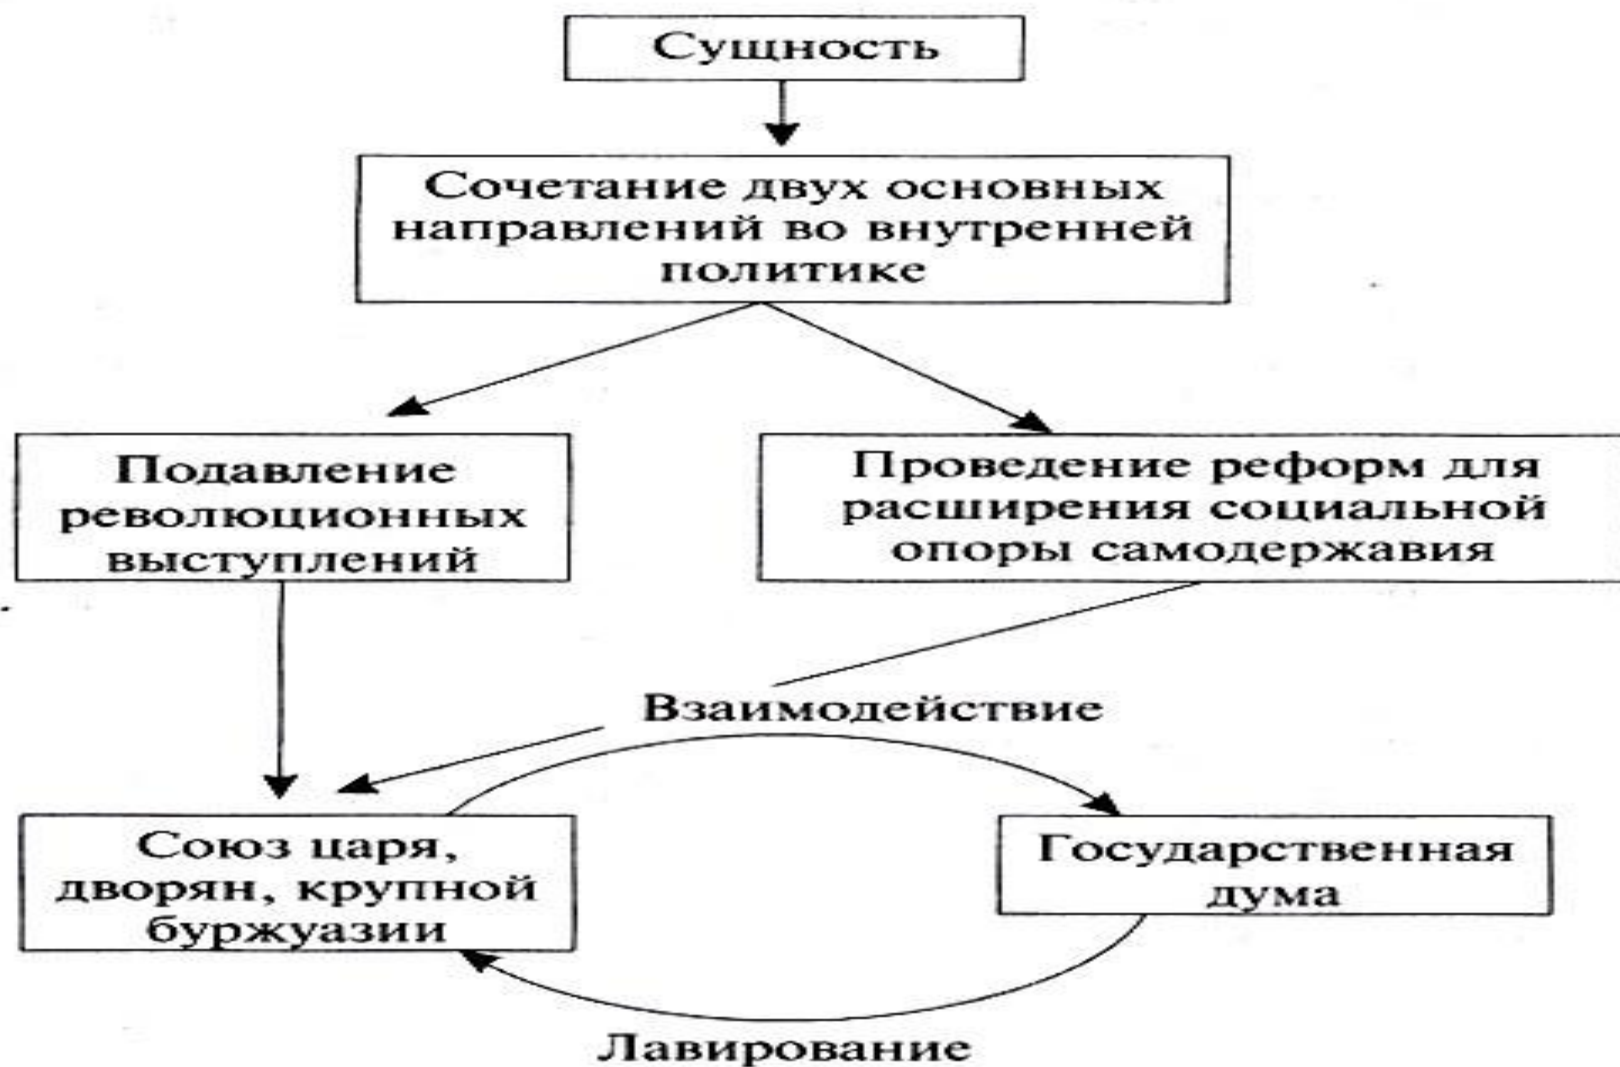 Сущность
Сочетание двух основных
направлений во внутренней
политике
Подавление
революционных
выступлений
Проведение реформ для
расширения социальной
опоры самодержавия
Взаимодействие
Союз царя,
дворян, крупной
буржуазии
Государственная
дума
Лавирование